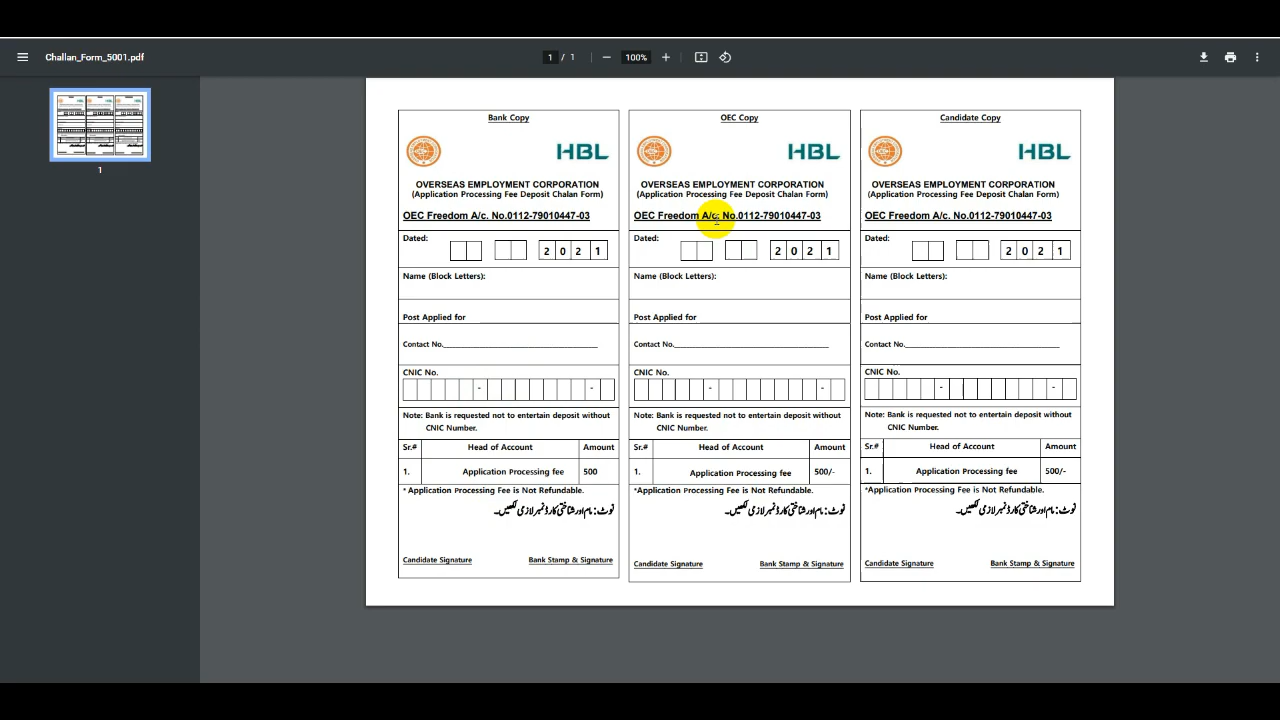 Challan_Form_5001.pdf
1 / 1
100%
1
Bank Copy
HBL
OVERSEAS EMPLOYMENT CORPORATION
(Application Processing Fee Deposit Chalan Form)
OEC Freedom A/c. No.0112-79010447-03
Dated:
2 0 2 1
Name (Block Letters):
Post Applied for
Contact No.
CNIC No.
- -
Note: Bank is requested not to entertain deposit without
CNIC Number.
Sr.# Head of Account Amount
1. Application Processing fee 500
* Application Processing Fee is Not Refundable.
نوٹ: نام اور شناختی کارڈ نمبر لازمی لکھیں۔
Candidate Signature Bank Stamp & Signature
OEC Copy
HBL
OVERSEAS EMPLOYMENT CORPORATION
(Application Processing Fee Deposit Chalan Form)
OEC Freedom A/c. No.0112-79010447-03
Dated:
2 0 2 1
Name (Block Letters):
Post Applied for
Contact No.
CNIC No.
- -
Note: Bank is requested not to entertain deposit without
CNIC Number.
Sr.# Head of Account Amount
1. Application Processing fee 500/-
*Application Processing Fee is Not Refundable.
نوٹ: نام اور شناختی کارڈ نمبر لازمی لکھیں۔
Candidate Signature Bank Stamp & Signature
Candidate Copy
HBL
OVERSEAS EMPLOYMENT CORPORATION
(Application Processing Fee Deposit Chalan Form)
OEC Freedom A/c. No.0112-79010447-03
Dated:
2 0 2 1
Name (Block Letters):
Post Applied for
Contact No.
CNIC No.
- -
Note: Bank is requested not to entertain deposit without
CNIC Number.
Sr.# Head of Account Amount
1. Application Processing fee 500/-
*Application Processing Fee is Not Refundable.
نوٹ: نام اور شناختی کارڈ نمبر لازمی لکھیں۔
Candidate Signature Bank Stamp & Signature